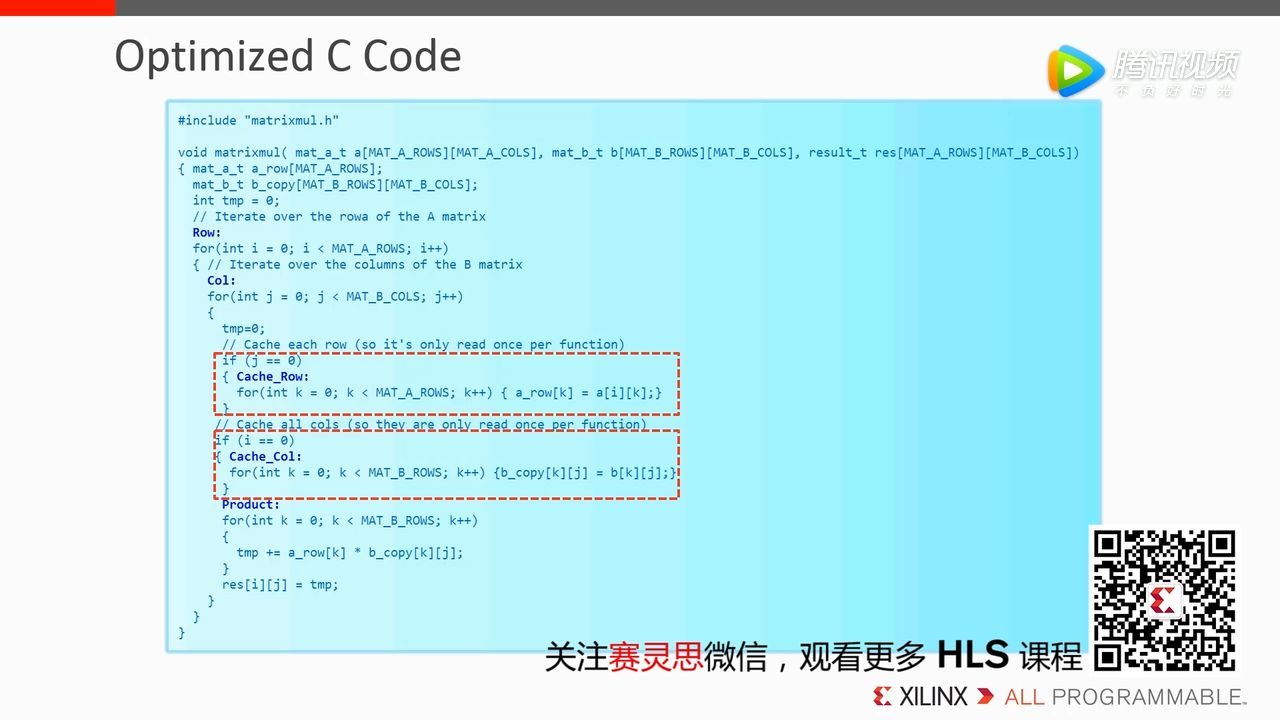 Optimized C Code
腾讯视频
不负好时光
#include "matrixmul.h"
void matrixmul( mat_a_t a[MAT_A_ROWS][MAT_A_COLS], mat_b_t b[MAT_B_ROWS][MAT_B_COLS], result_t res[MAT_A_ROWS][MAT_B_COLS])
{ mat_a_t a_row[MAT_A_ROWS];
mat_b_t b_copy[MAT_B_ROWS][MAT_B_COLS];
int tmp = 0;
// Iterate over the rowa of the A matrix
Row:
for(int i = 0; i < MAT_A_ROWS; i++)
{ // Iterate over the columns of the B matrix
Col:
for(int j = 0; j < MAT_B_COLS; j++)
{
tmp=0;
// Cache each row (so it's only read once per function)
if (j == 0)
{ Cache_Row:
for(int k = 0; k < MAT_A_ROWS; k++) { a_row[k] = a[i][k];}
}
// Cache all cols (so they are only read once per function)
if (i == 0)
{ Cache_Col:
for(int k = 0; k < MAT_B_ROWS; k++) {b_copy[k][j] = b[k][j];}
}
Product:
for(int k = 0; k < MAT_B_ROWS; k++)
{
tmp += a_row[k] * b_copy[k][j];
}
res[i][j] = tmp;
}
}
}
关注赛灵思微信，观看更多 HLS 课程
XILINX ALL PROGRAMMABLE™